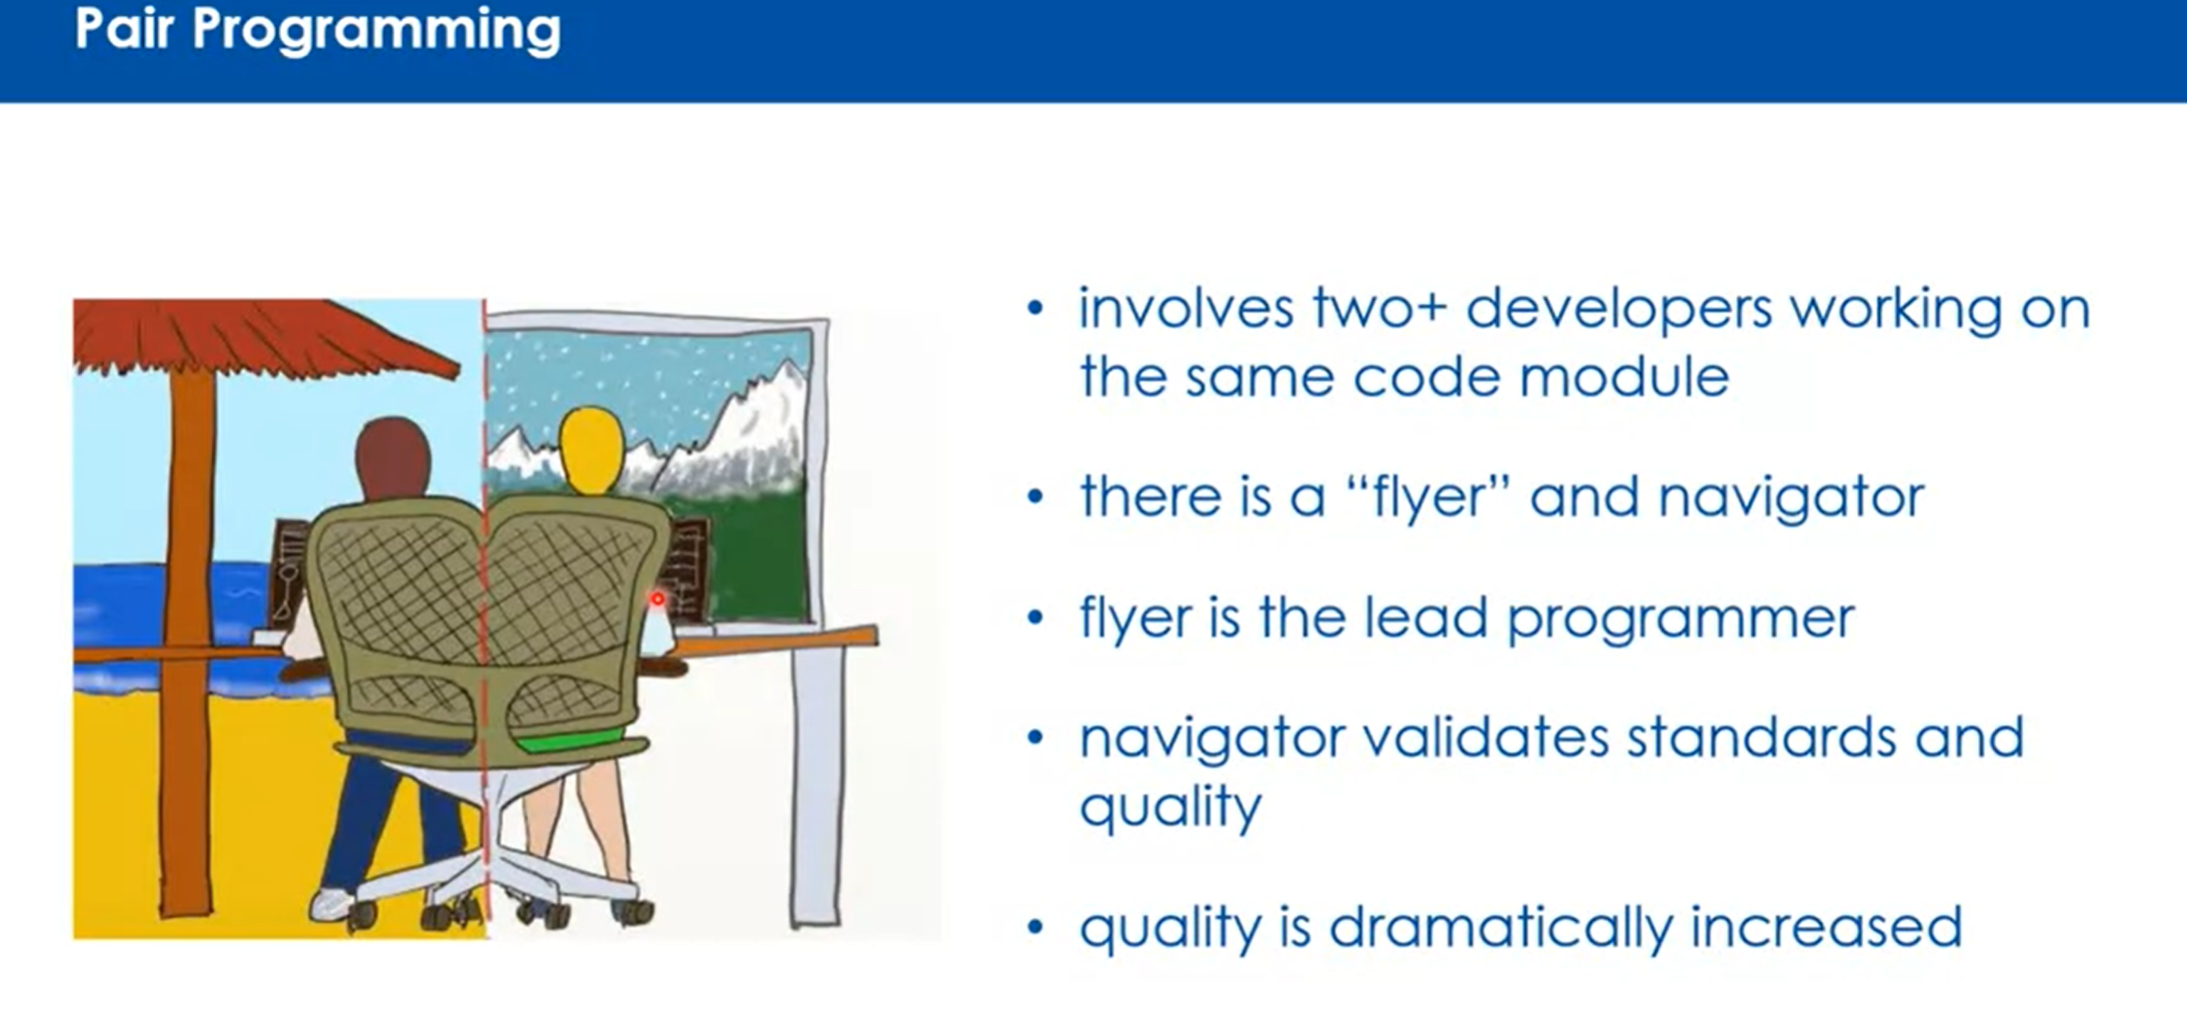 Pair Programming
• involves two+ developers working on
the same code module
• there is a “flyer” and navigator
• flyer is the lead programmer
• navigator validates standards and
quality
• quality is dramatically increased